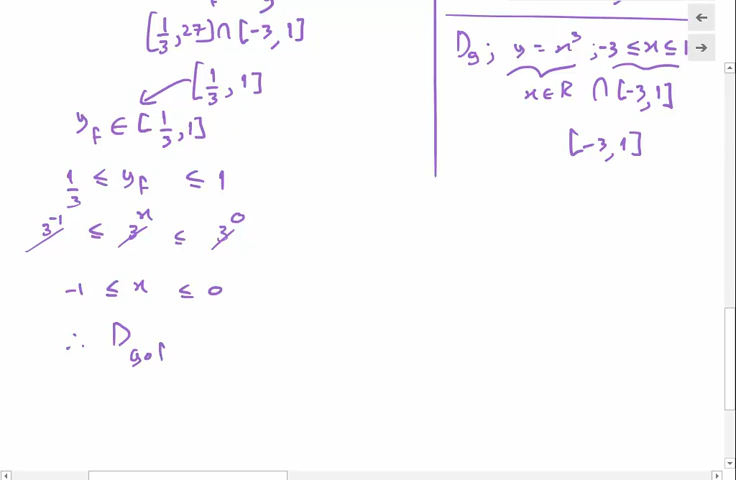 [1/3, 27] ∩ [-3, 1]
[1/3, 1]
y_f ∈ [1/3, 1]
1/3 ≤ y_f ≤ 1
3^-1 ≤ 3^x ≤ 3^0
-1 ≤ x ≤ 0
∴ D_gof
D_g ; y = x^3 ; -3 ≤ x ≤ 1
x ∈ R ∩ [-3, 1]
[-3, 1]